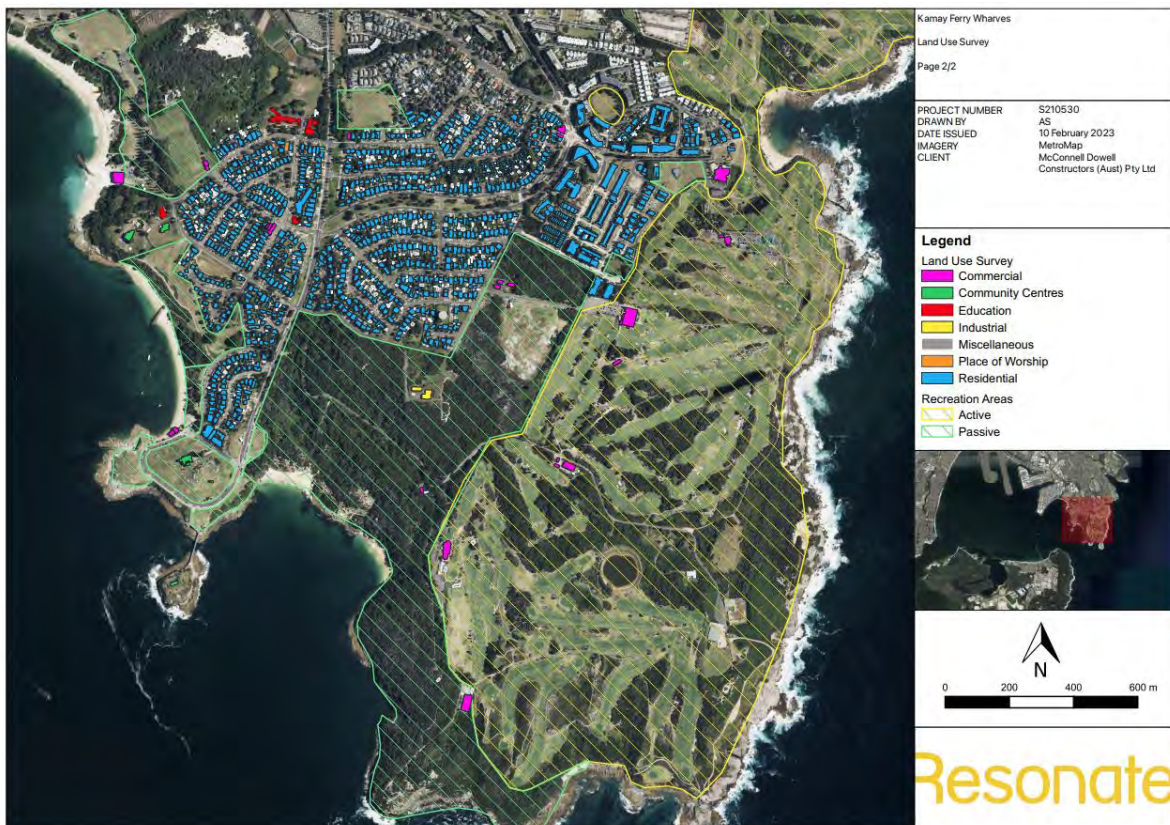 Kamay Ferry Wharves
Land Use Survey
Page 2/2
PROJECT NUMBER S210530
DRAWN BY AS
DATE ISSUED 10 February 2023
IMAGERY MetroMap
CLIENT McConnell Dowell
Constructors (Aust) Pty Ltd
Legend
Land Use Survey
Commercial
Community Centres
Education
Industrial
Miscellaneous
Place of Worship
Residential
Recreation Areas
Active
Passive
N
0 200 400 600 m
Resonate